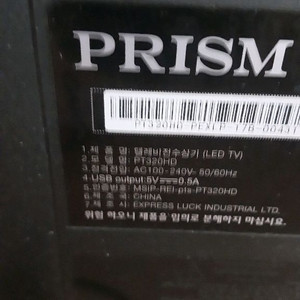 PRISM
PT320HD
1.제 품 명 : 텔레비전수상기 (LED TV)
2.모 델 명 : PT320HD
3.정격전압 : AC100-240V~ 50/60Hz
4.USB output:5V 0.5A
5.인증번호 : MSIP-REI-pis-PT320HD
6.제 조 국 : CHINA
7.제 조 사 : EXPRESS LUCK INDUSTRIAL LTD.
위험 하오니 제품을 임의로 분해하지 마십시요.